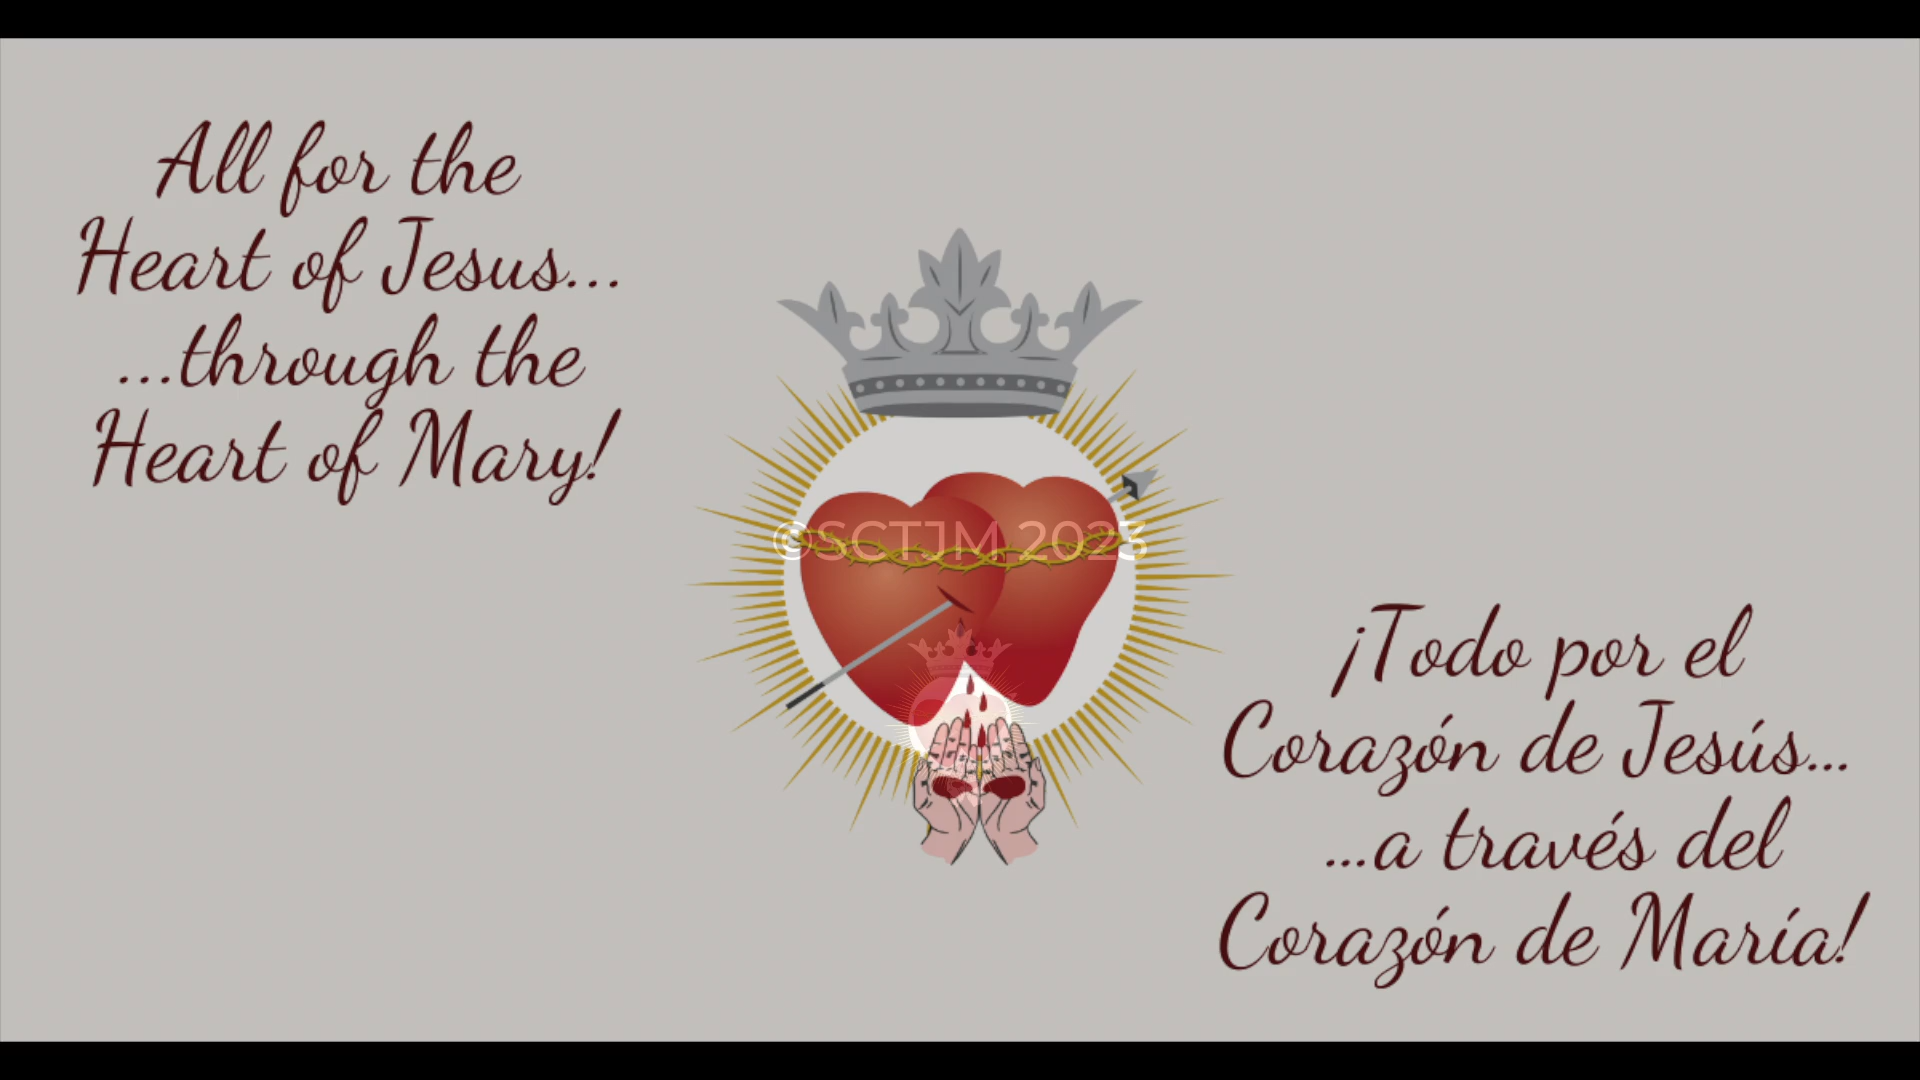 All for the
Heart of Jesus...
...through the
Heart of Mary!
©SCTJM 2023
¡Todo por el
Corazón de Jesús...
...a través del
Corazón de María!